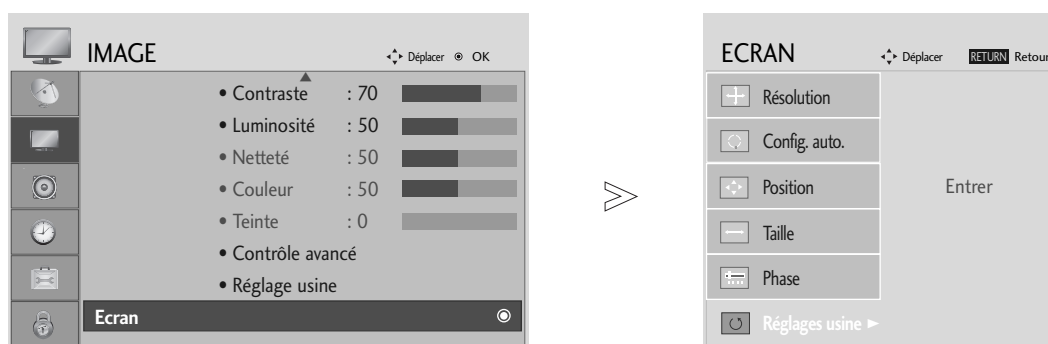 IMAGE
Déplacer OK
• Contraste : 70
• Luminosité : 50
• Netteté : 50
• Couleur : 50
• Teinte : 0
• Contrôle avancé
• Réglage usine
Ecran
ECRAN
Déplacer RETURN Retour
Résolution
Config. auto.
Position
Entrer
Taille
Phase
Réglages usine ►